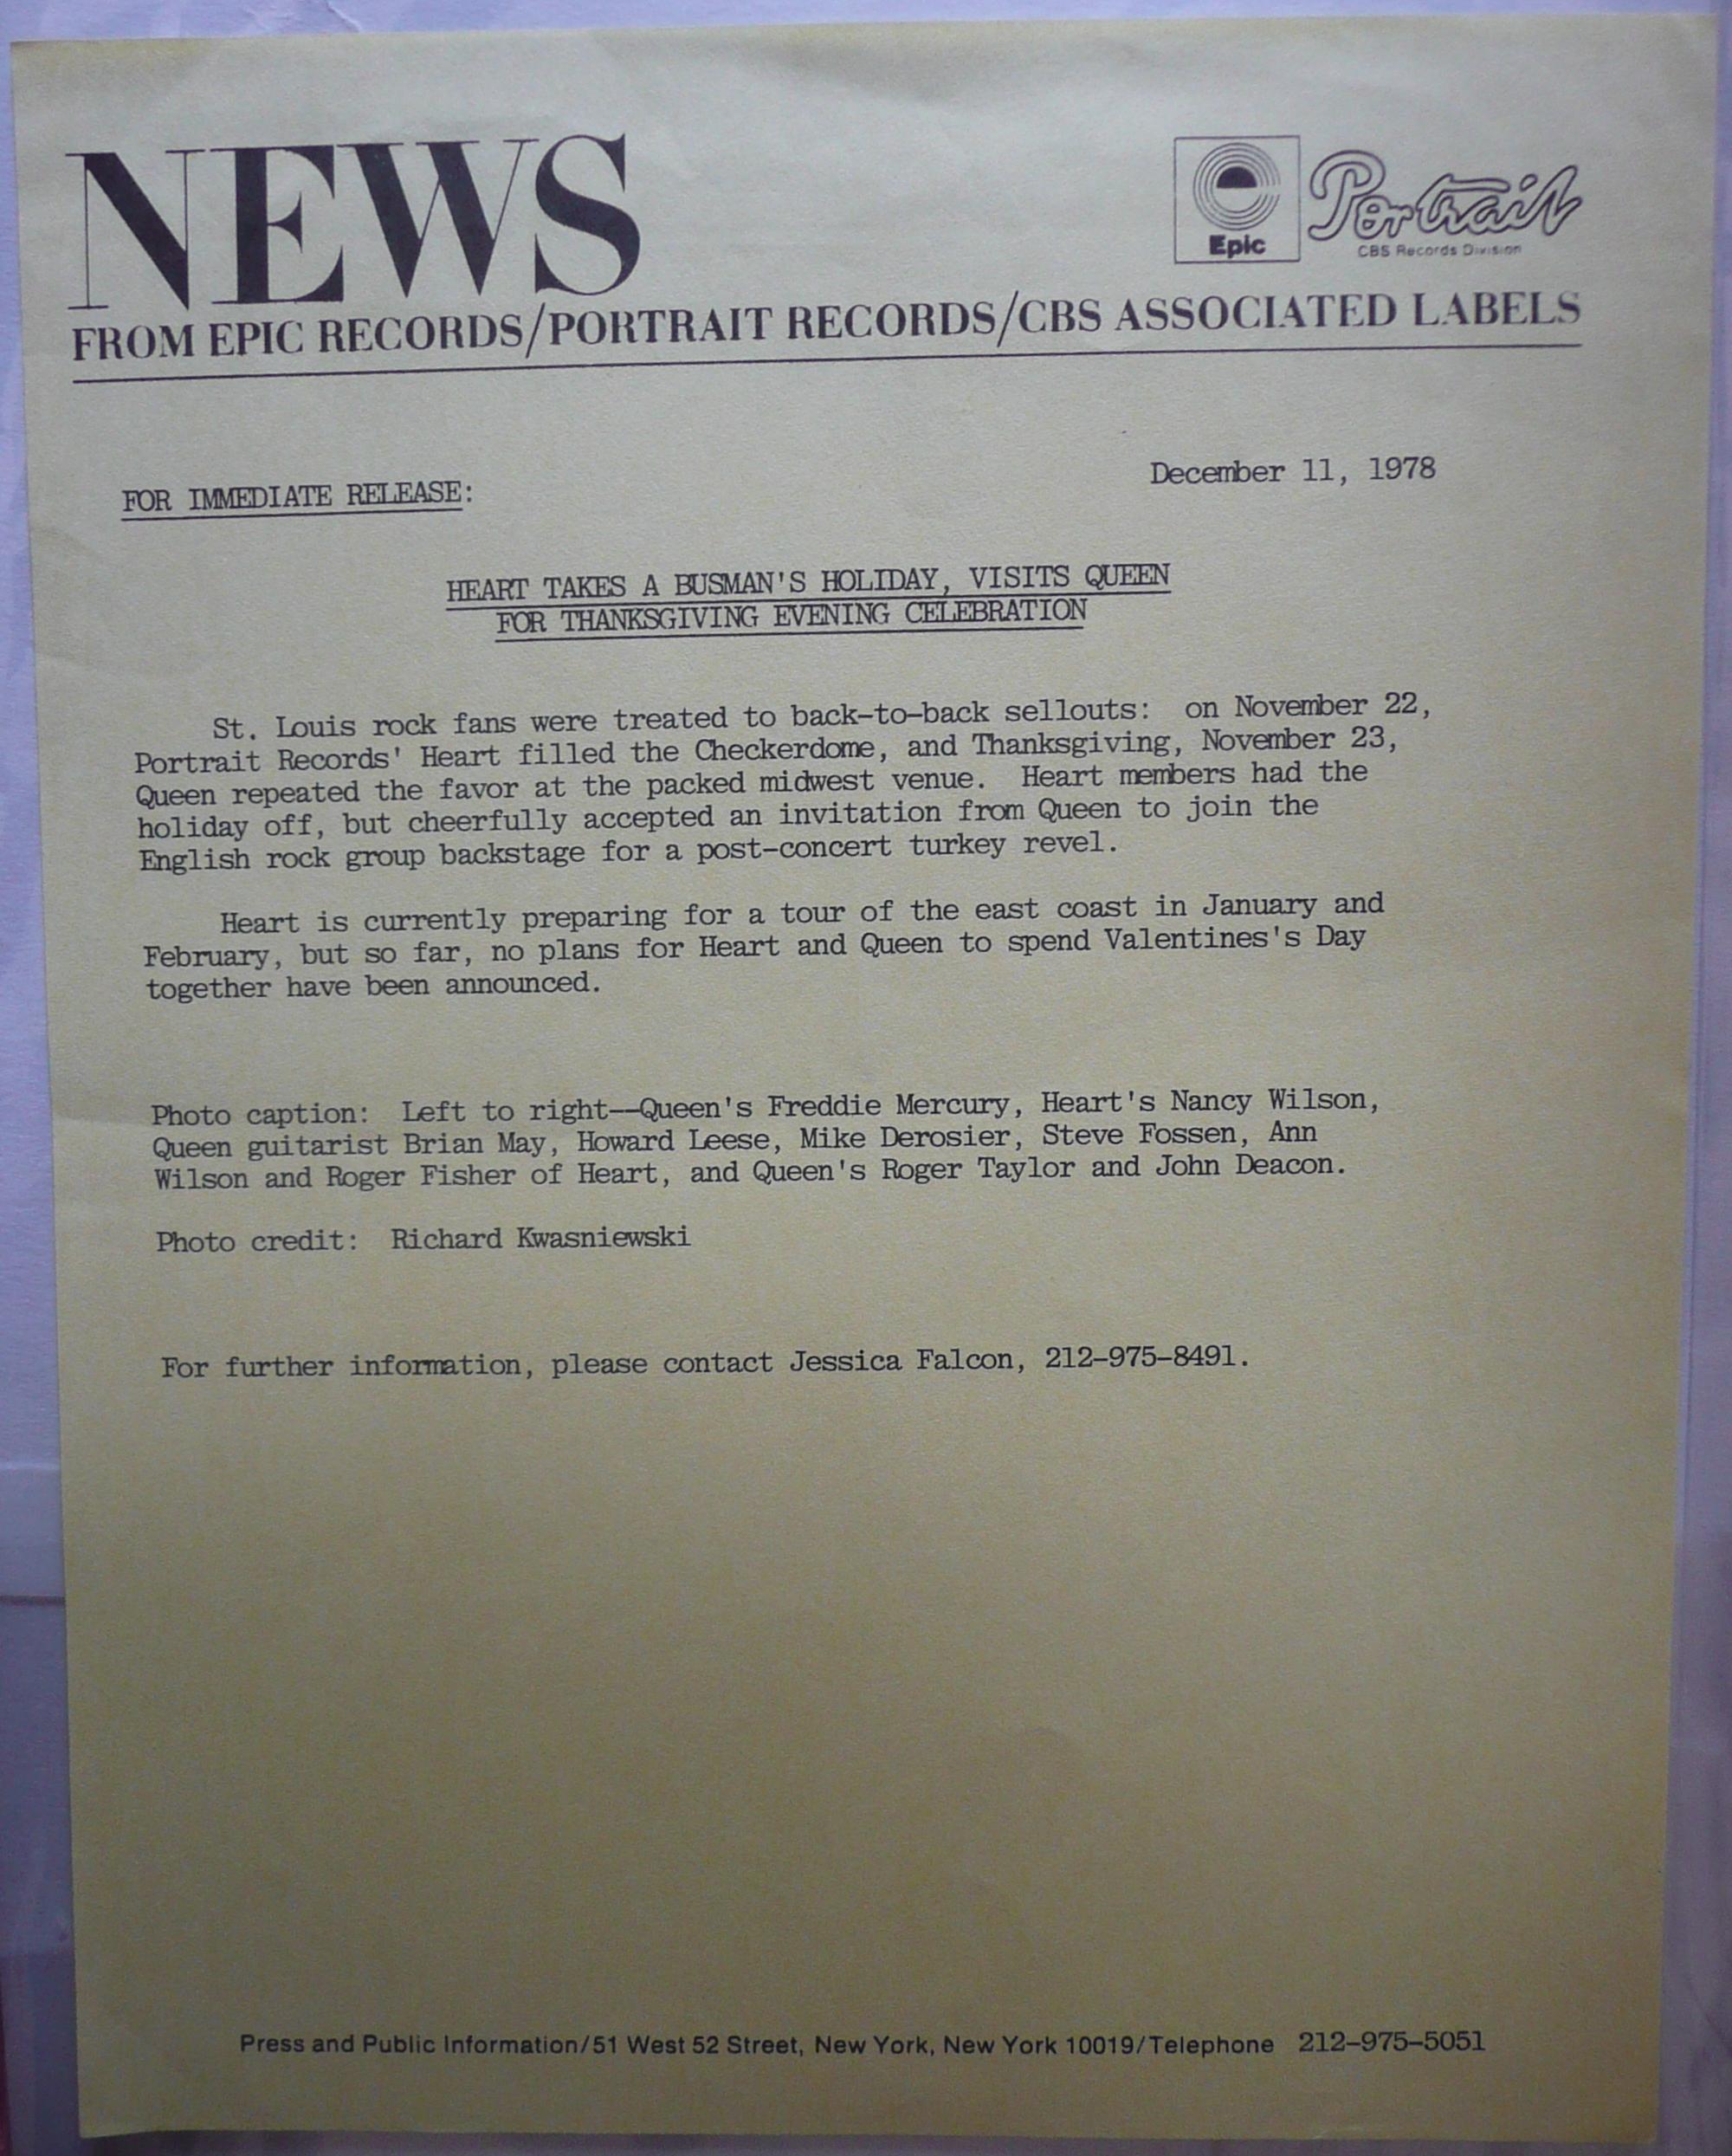 NEWS
Epic
Portrait
CBS Records Division
FROM EPIC RECORDS/PORTRAIT RECORDS/CBS ASSOCIATED LABELS
December 11, 1978
FOR IMMEDIATE RELEASE:
HEART TAKES A BUSMAN'S HOLIDAY, VISITS QUEEN
FOR THANKSGIVING EVENING CELEBRATION
St. Louis rock fans were treated to back-to-back sellouts: on November 22,
Portrait Records' Heart filled the Checkerdome, and Thanksgiving, November 23,
Queen repeated the favor at the packed midwest venue. Heart members had the
holiday off, but cheerfully accepted an invitation from Queen to join the
English rock group backstage for a post-concert turkey revel.
Heart is currently preparing for a tour of the east coast in January and
February, but so far, no plans for Heart and Queen to spend Valentines's Day
together have been announced.
Photo caption: Left to right--Queen's Freddie Mercury, Heart's Nancy Wilson,
Queen guitarist Brian May, Howard Leese, Mike Derosier, Steve Fossen, Ann
Wilson and Roger Fisher of Heart, and Queen's Roger Taylor and John Deacon.
Photo credit: Richard Kwasniewski
For further information, please contact Jessica Falcon, 212-975-8491.
Press and Public Information/51 West 52 Street, New York, New York 10019/Telephone 212-975-5051